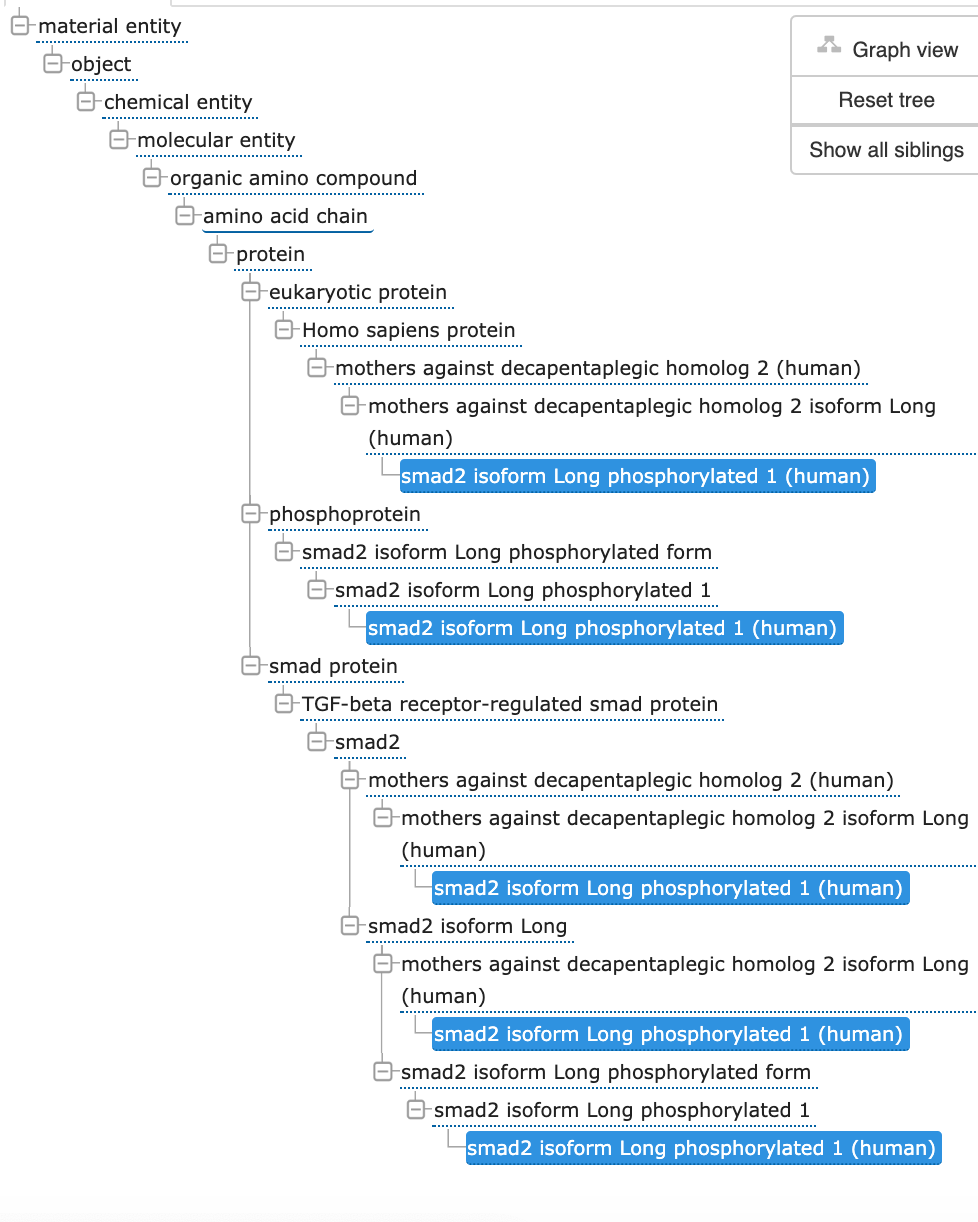 material entity
Graph view
object
Reset tree
chemical entity
molecular entity
Show all siblings
organic amino compound
amino acid chain
protein
eukaryotic protein
Homo sapiens protein
mothers against decapentaplegic homolog 2 (human)
mothers against decapentaplegic homolog 2 isoform Long
(human)
smad2 isoform Long phosphorylated 1 (human)
phosphoprotein
smad2 isoform Long phosphorylated form
smad2 isoform Long phosphorylated 1
smad2 isoform Long phosphorylated 1 (human)
smad protein
TGF-beta receptor-regulated smad protein
smad2
mothers against decapentaplegic homolog 2 (human)
mothers against decapentaplegic homolog 2 isoform Long
(human)
smad2 isoform Long phosphorylated 1 (human)
smad2 isoform Long
mothers against decapentaplegic homolog 2 isoform Long
(human)
smad2 isoform Long phosphorylated 1 (human)
smad2 isoform Long phosphorylated form
smad2 isoform Long phosphorylated 1
smad2 isoform Long phosphorylated 1 (human)